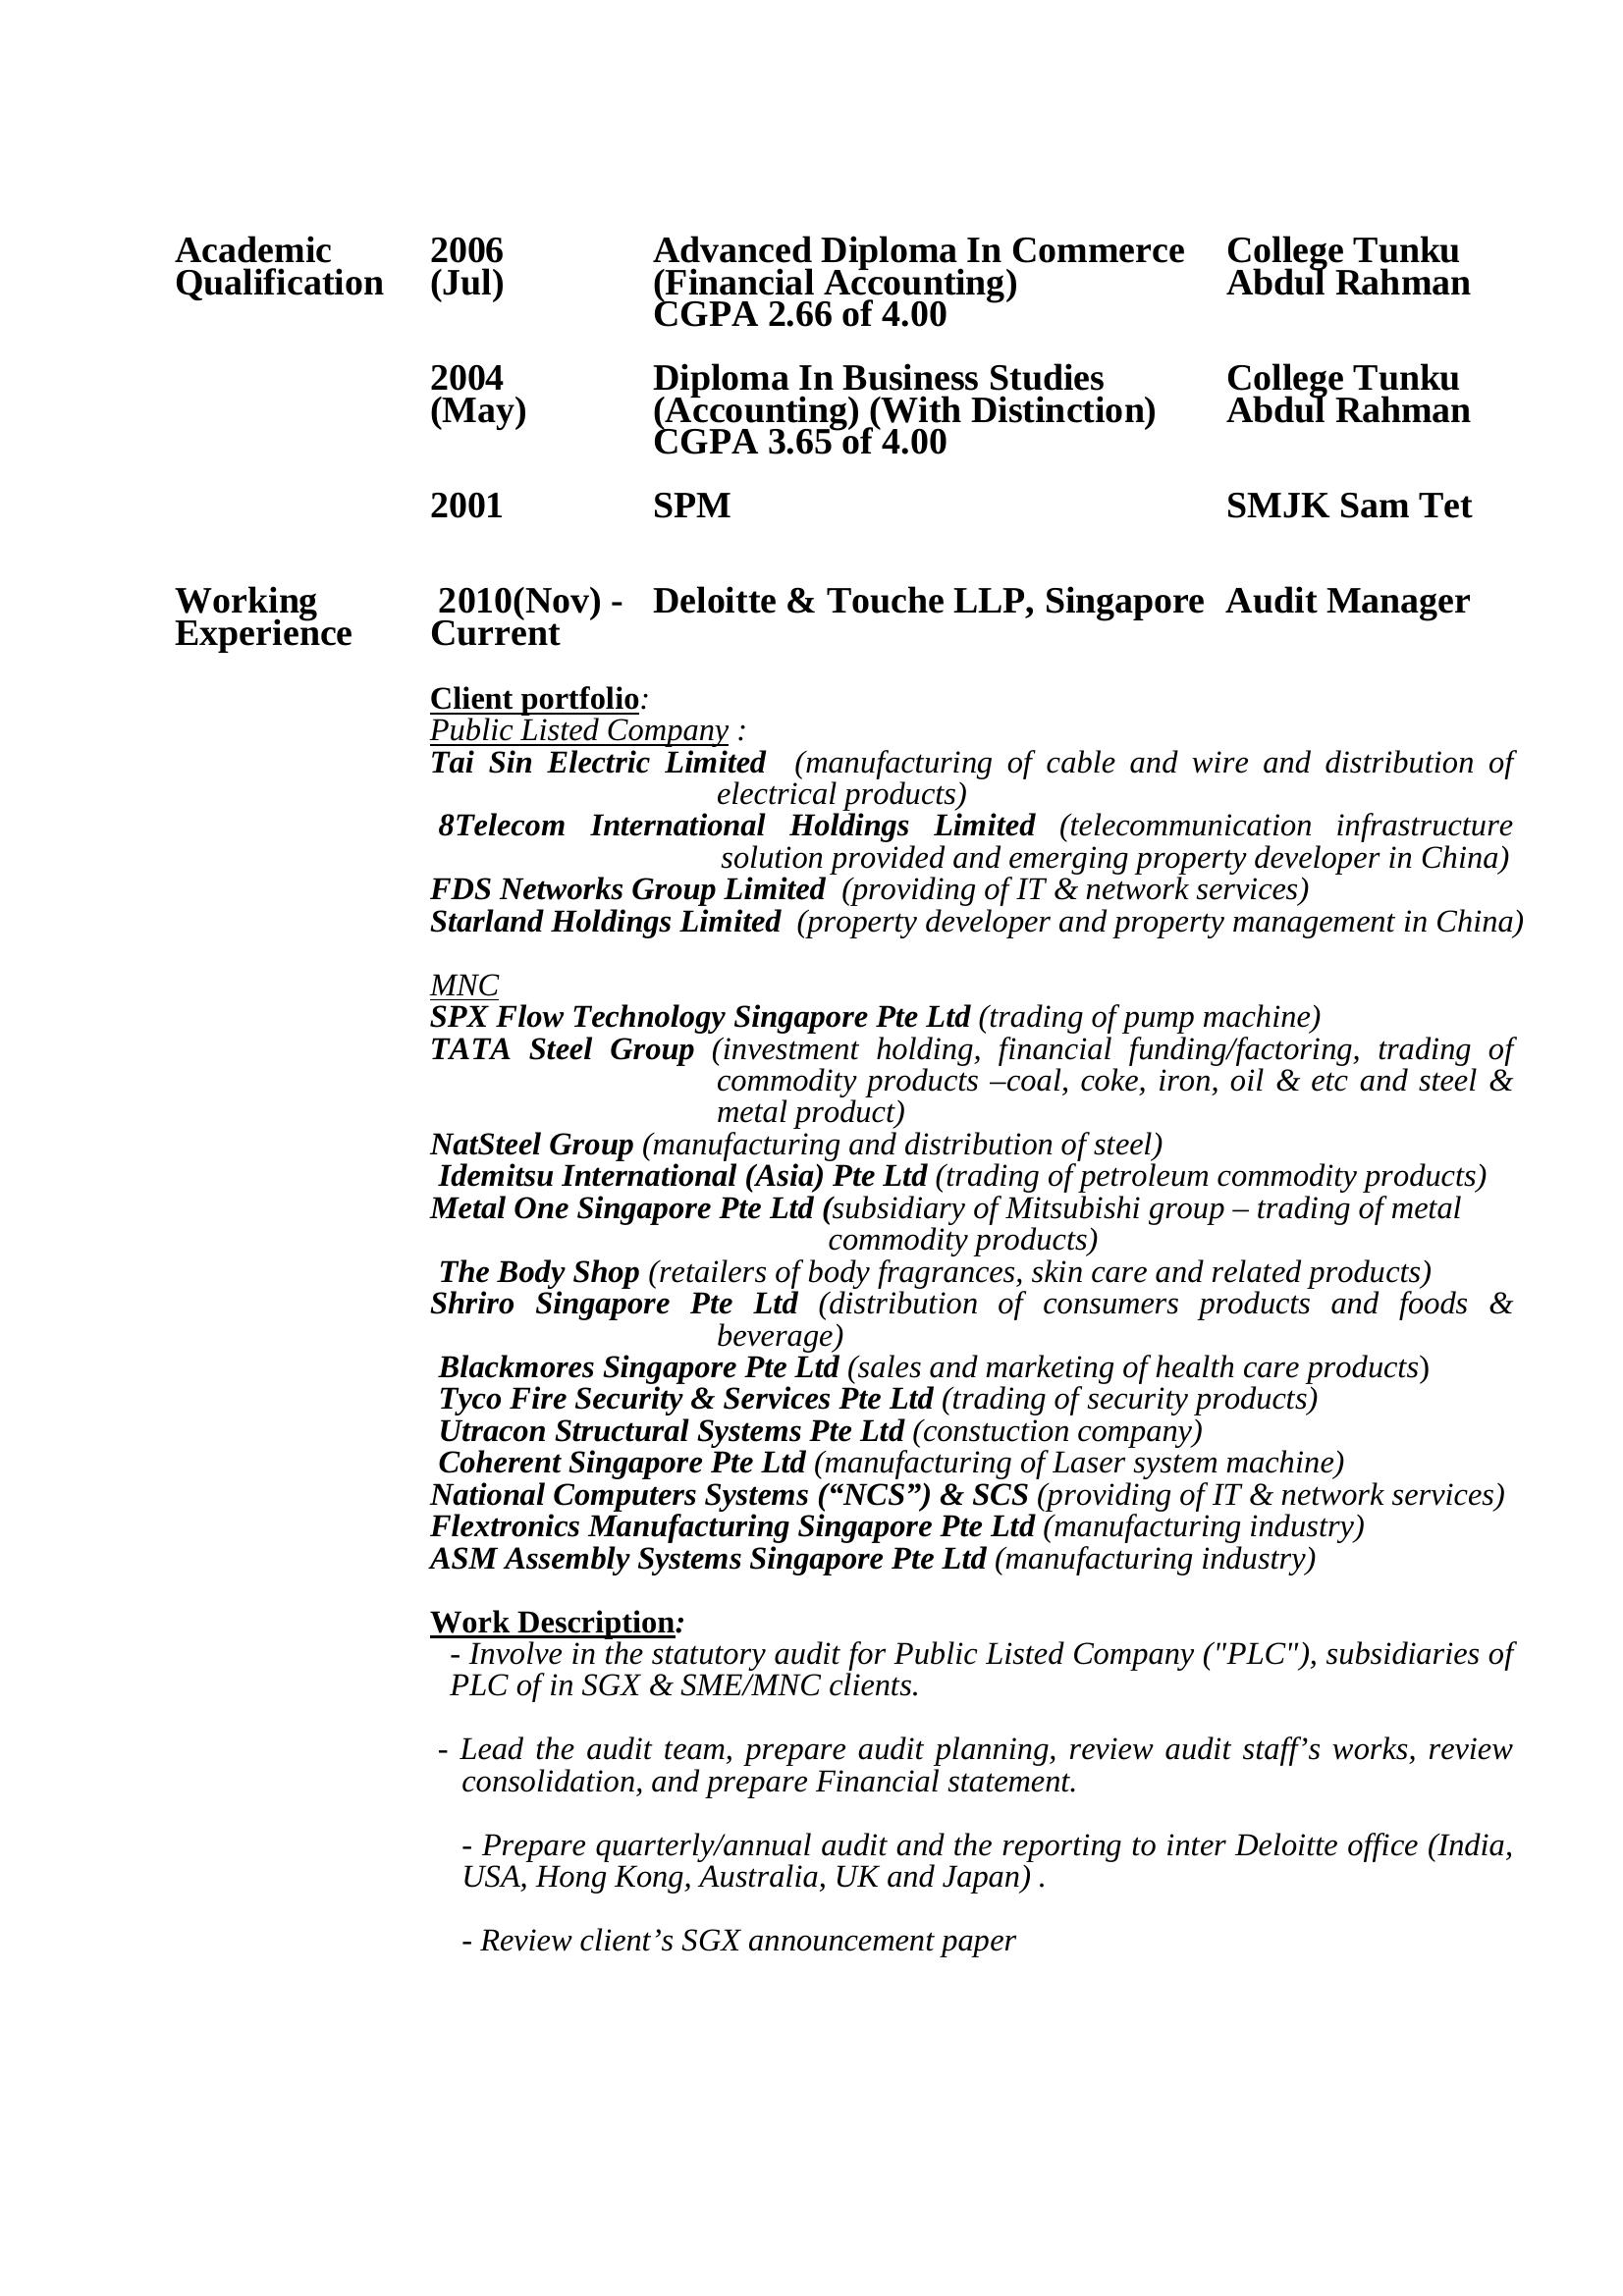 Academic 2006 Advanced Diploma In Commerce College Tunku
Qualification (Jul) (Financial Accounting) Abdul Rahman
CGPA 2.66 of 4.00
2004 Diploma In Business Studies College Tunku
(May) (Accounting) (With Distinction) Abdul Rahman
CGPA 3.65 of 4.00
2001 SPM SMJK Sam Tet
Working 2010(Nov) - Deloitte & Touche LLP, Singapore Audit Manager
Experience Current
Client portfolio:
Public Listed Company :
Tai Sin Electric Limited (manufacturing of cable and wire and distribution of
electrical products)
8Telecom International Holdings Limited (telecommunication infrastructure
solution provided and emerging property developer in China)
FDS Networks Group Limited (providing of IT & network services)
Starland Holdings Limited (property developer and property management in China)
MNC
SPX Flow Technology Singapore Pte Ltd (trading of pump machine)
TATA Steel Group (investment holding, financial funding/factoring, trading of
commodity products –coal, coke, iron, oil & etc and steel &
metal product)
NatSteel Group (manufacturing and distribution of steel)
Idemitsu International (Asia) Pte Ltd (trading of petroleum commodity products)
Metal One Singapore Pte Ltd (subsidiary of Mitsubishi group – trading of metal
commodity products)
The Body Shop (retailers of body fragrances, skin care and related products)
Shriro Singapore Pte Ltd (distribution of consumers products and foods &
beverage)
Blackmores Singapore Pte Ltd (sales and marketing of health care products)
Tyco Fire Security & Services Pte Ltd (trading of security products)
Utracon Structural Systems Pte Ltd (constuction company)
Coherent Singapore Pte Ltd (manufacturing of Laser system machine)
National Computers Systems (“NCS”) & SCS (providing of IT & network services)
Flextronics Manufacturing Singapore Pte Ltd (manufacturing industry)
ASM Assembly Systems Singapore Pte Ltd (manufacturing industry)
Work Description:
- Involve in the statutory audit for Public Listed Company ("PLC"), subsidiaries of
PLC of in SGX & SME/MNC clients.
- Lead the audit team, prepare audit planning, review audit staff’s works, review
consolidation, and prepare Financial statement.
- Prepare quarterly/annual audit and the reporting to inter Deloitte office (India,
USA, Hong Kong, Australia, UK and Japan) .
- Review client’s SGX announcement paper